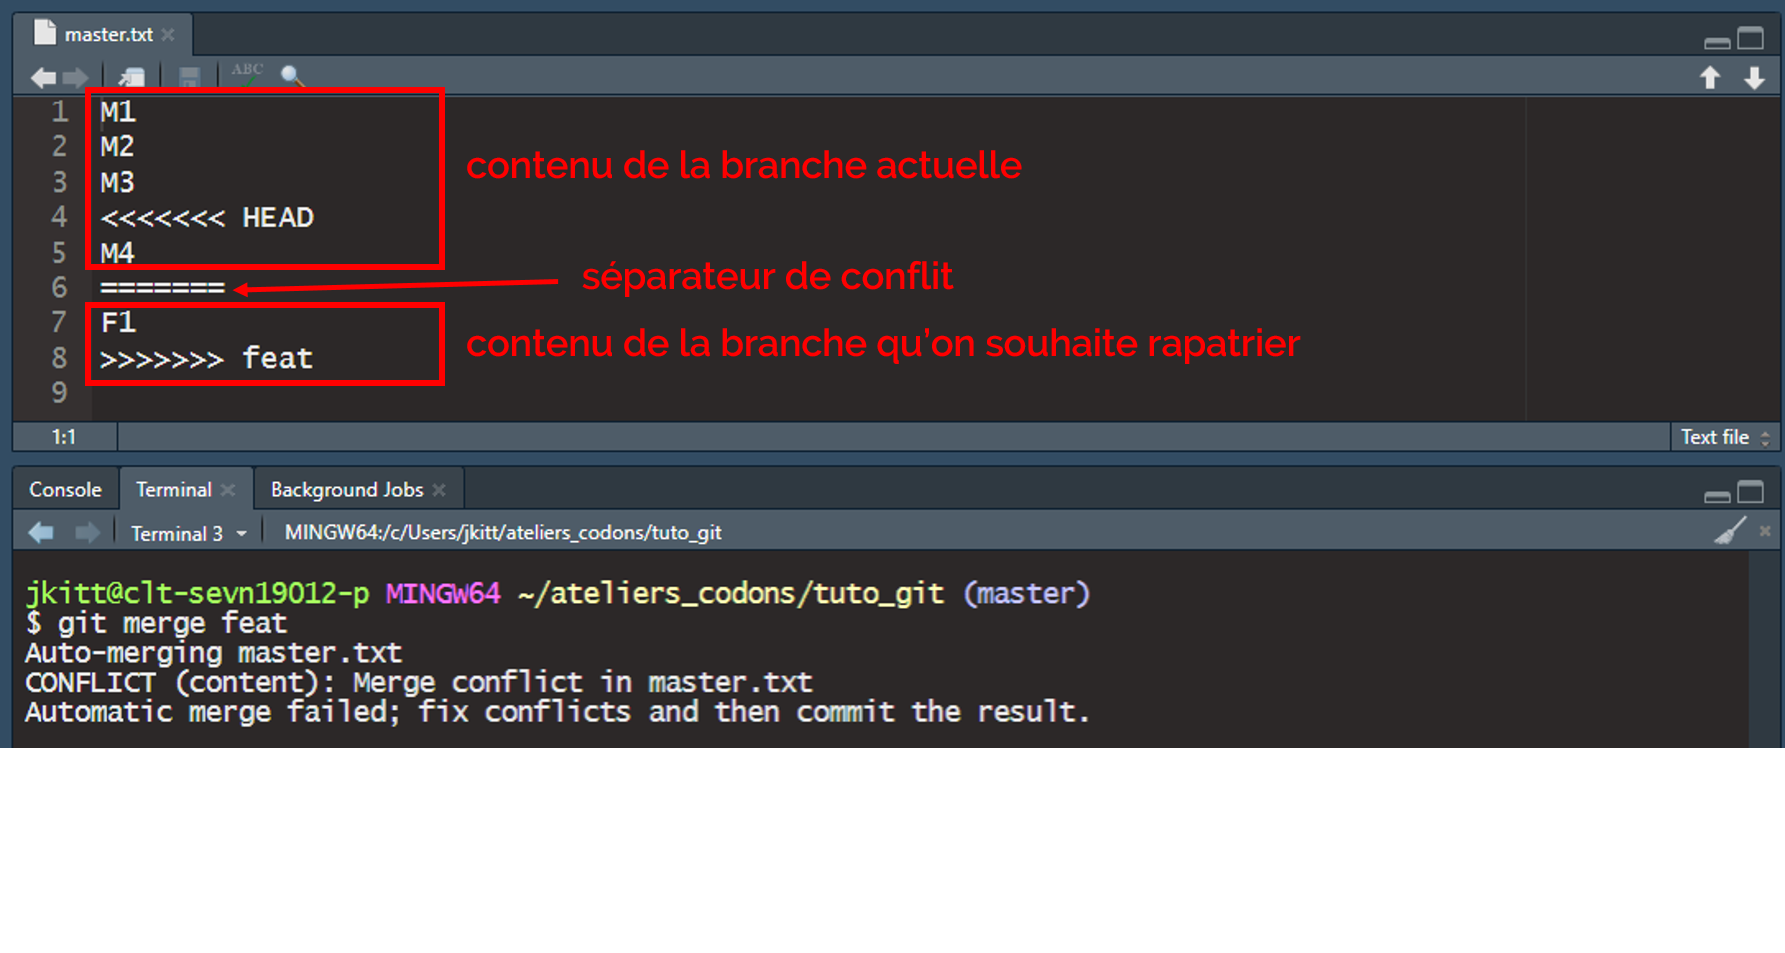 master.txt
ABC
1 M1
2 M2
3 M3
4 <<<<<<< HEAD
5 M4
6 =======
7 F1
8 >>>>>>> feat
9
contenu de la branche actuelle
séparateur de conflit
contenu de la branche qu'on souhaite rapatrier
1:1 Text file
Console Terminal Background Jobs
Terminal 3 MINGW64:/c/Users/jkitt/ateliers_codons/tuto_git
jkitt@clt-sevn19012-p MINGW64 ~/ateliers_codons/tuto_git (master)
$ git merge feat
Auto-merging master.txt
CONFLICT (content): Merge conflict in master.txt
Automatic merge failed; fix conflicts and then commit the result.